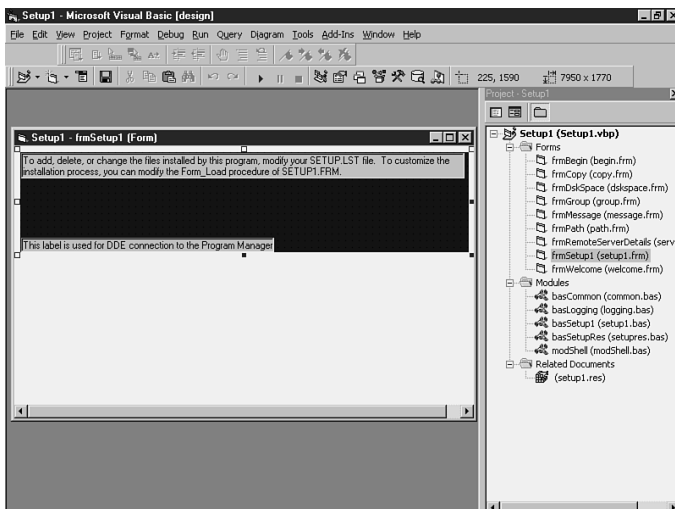 Setup1 - Microsoft Visual Basic [design]
File Edit View Project Format Debug Run Query Diagram Tools Add-Ins Window Help
225, 1590 7950 x 1770
Project - Setup1
Setup1 - frmSetup1 (Form)
To add, delete, or change the files installed by this program, modify your SETUP.LST file. To customize the
installation process, you can modify the Form_Load procedure of SETUP1.FRM.
This label is used for DDE connection to the Program Manager
Setup1 (Setup1.vbp)
Forms
frmBegin (begin.frm)
frmCopy (copy.frm)
frmDskSpace (dskspace.frm)
frmGroup (group.frm)
frmMessage (message.frm)
frmPath (path.frm)
frmRemoteServerDetails (serv
frmSetup1 (setup1.frm)
frmWelcome (welcome.frm)
Modules
basCommon (common.bas)
basLogging (logging.bas)
basSetup1 (setup1.bas)
basSetupRes (setupres.bas)
modShell (modShell.bas)
Related Documents
(setup1.res)